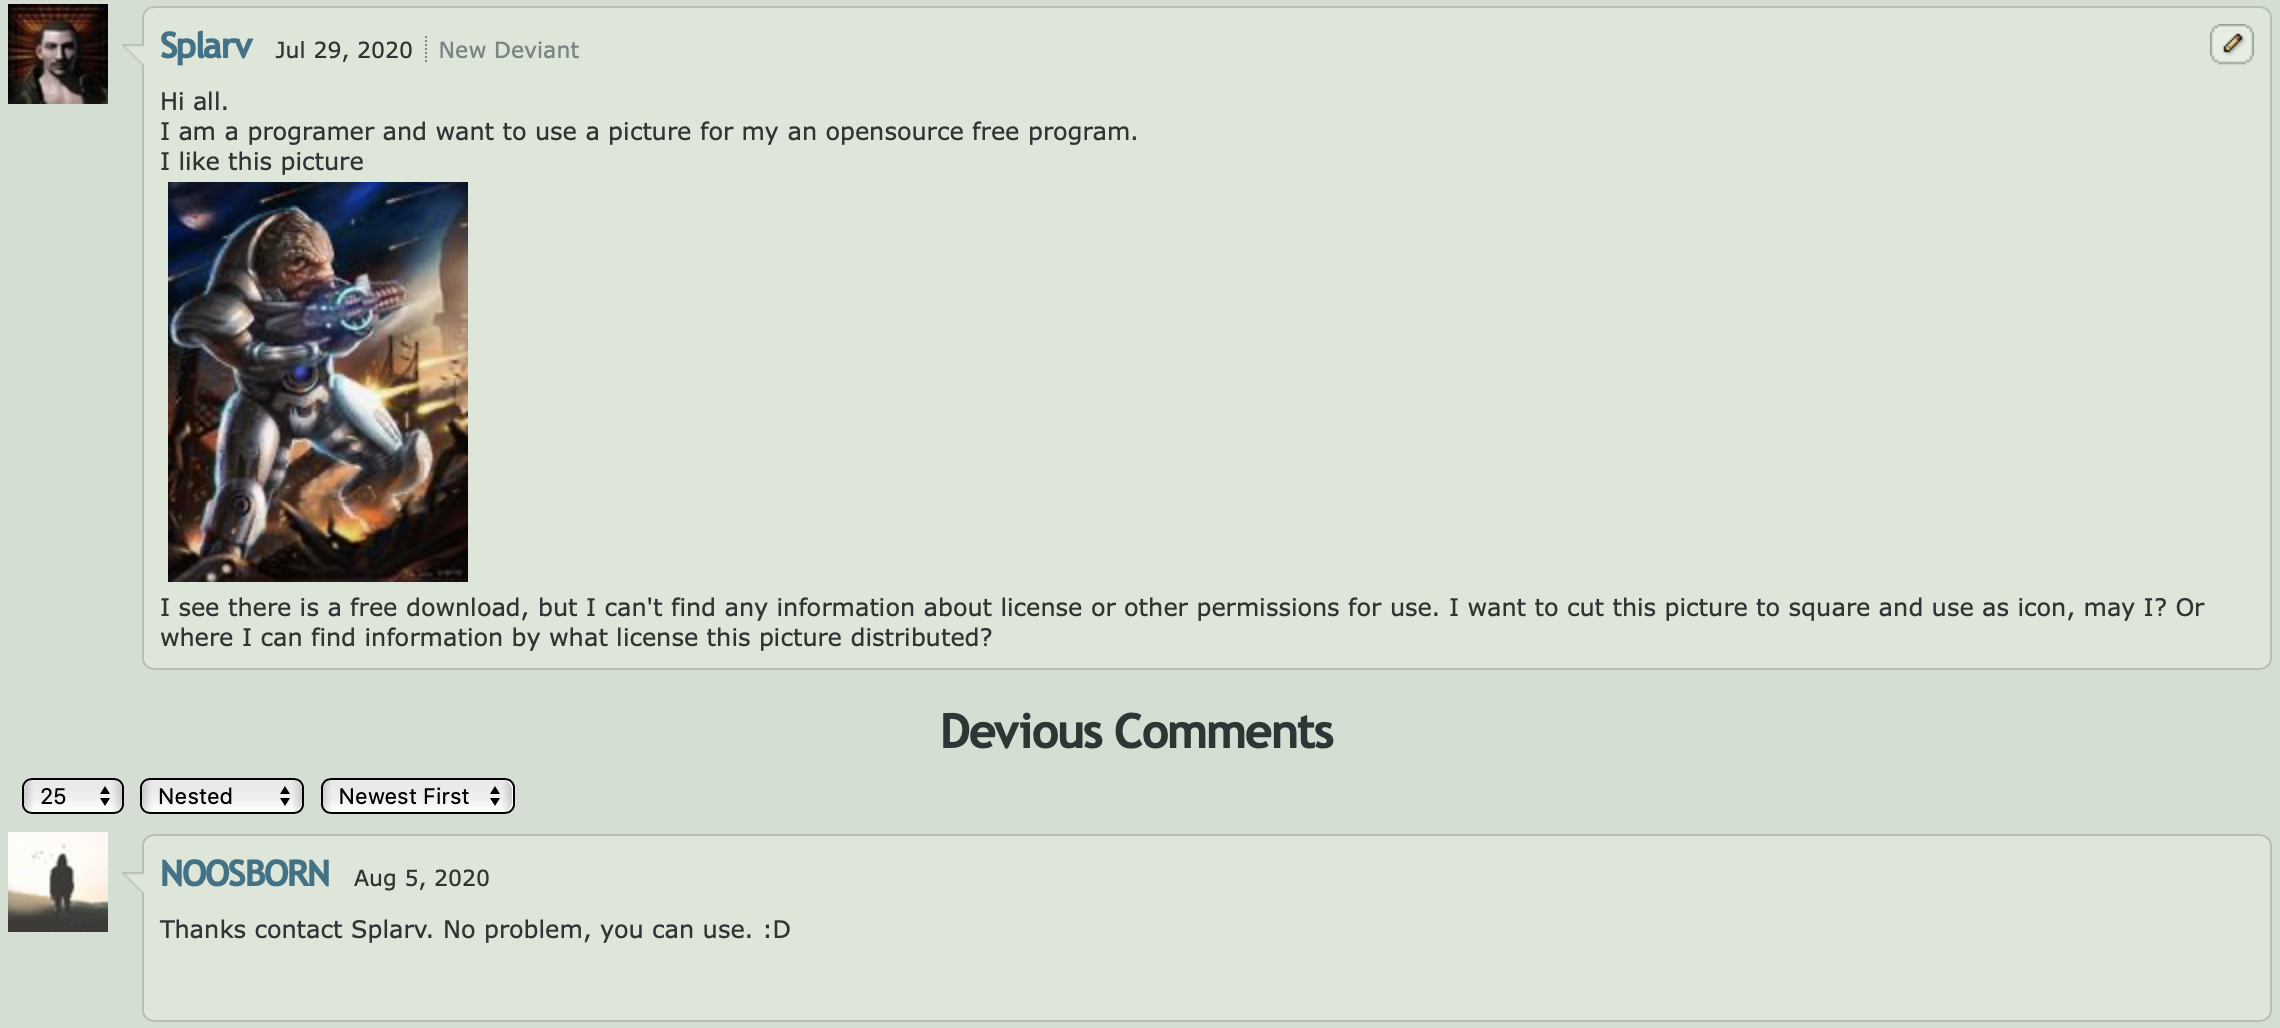 Splarv Jul 29, 2020 New Deviant
Hi all.
I am a programer and want to use a picture for my an opensource free program.
I like this picture
I see there is a free download, but I can't find any information about license or other permissions for use. I want to cut this picture to square and use as icon, may I? Or
where I can find information by what license this picture distributed?
Devious Comments
25 Nested Newest First
NOOSBORN Aug 5, 2020
Thanks contact Splarv. No problem, you can use. :D